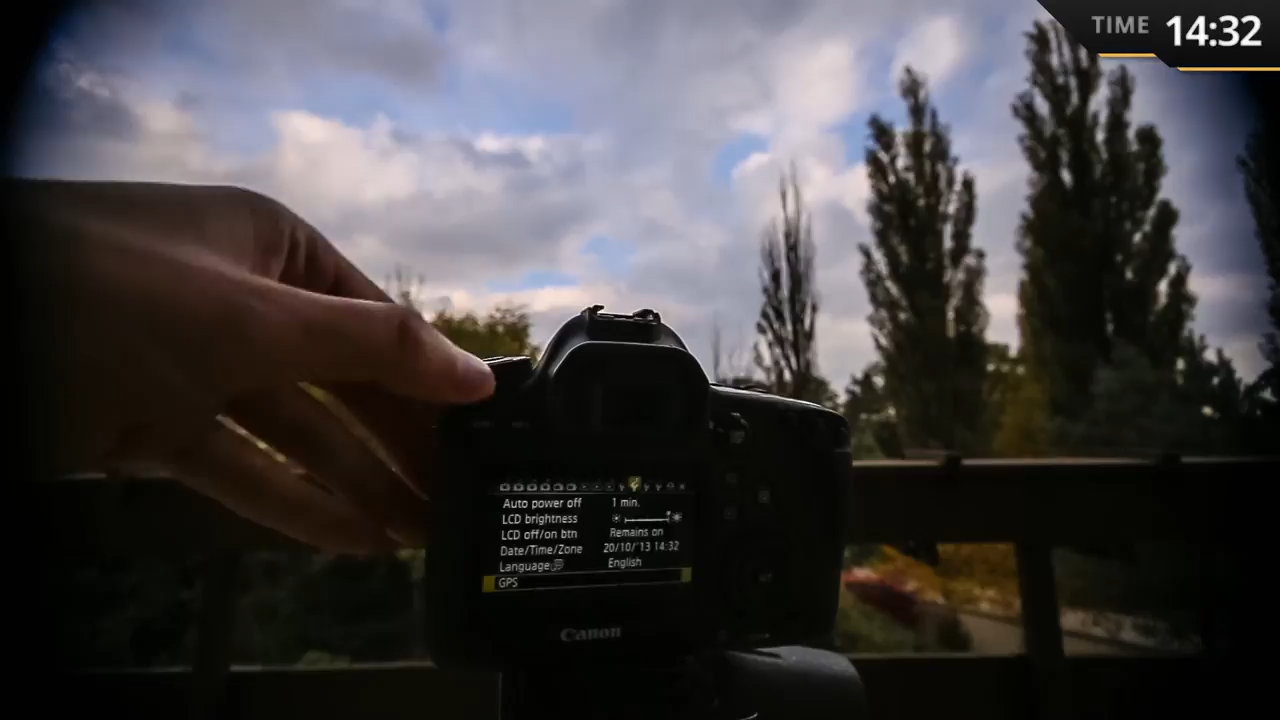 TIME 14:32
Auto power off 1 min.
LCD brightness
LCD off/on btn Remains on
Date/Time/Zone 20/10/'13 14:32
Language English
GPS
Canon